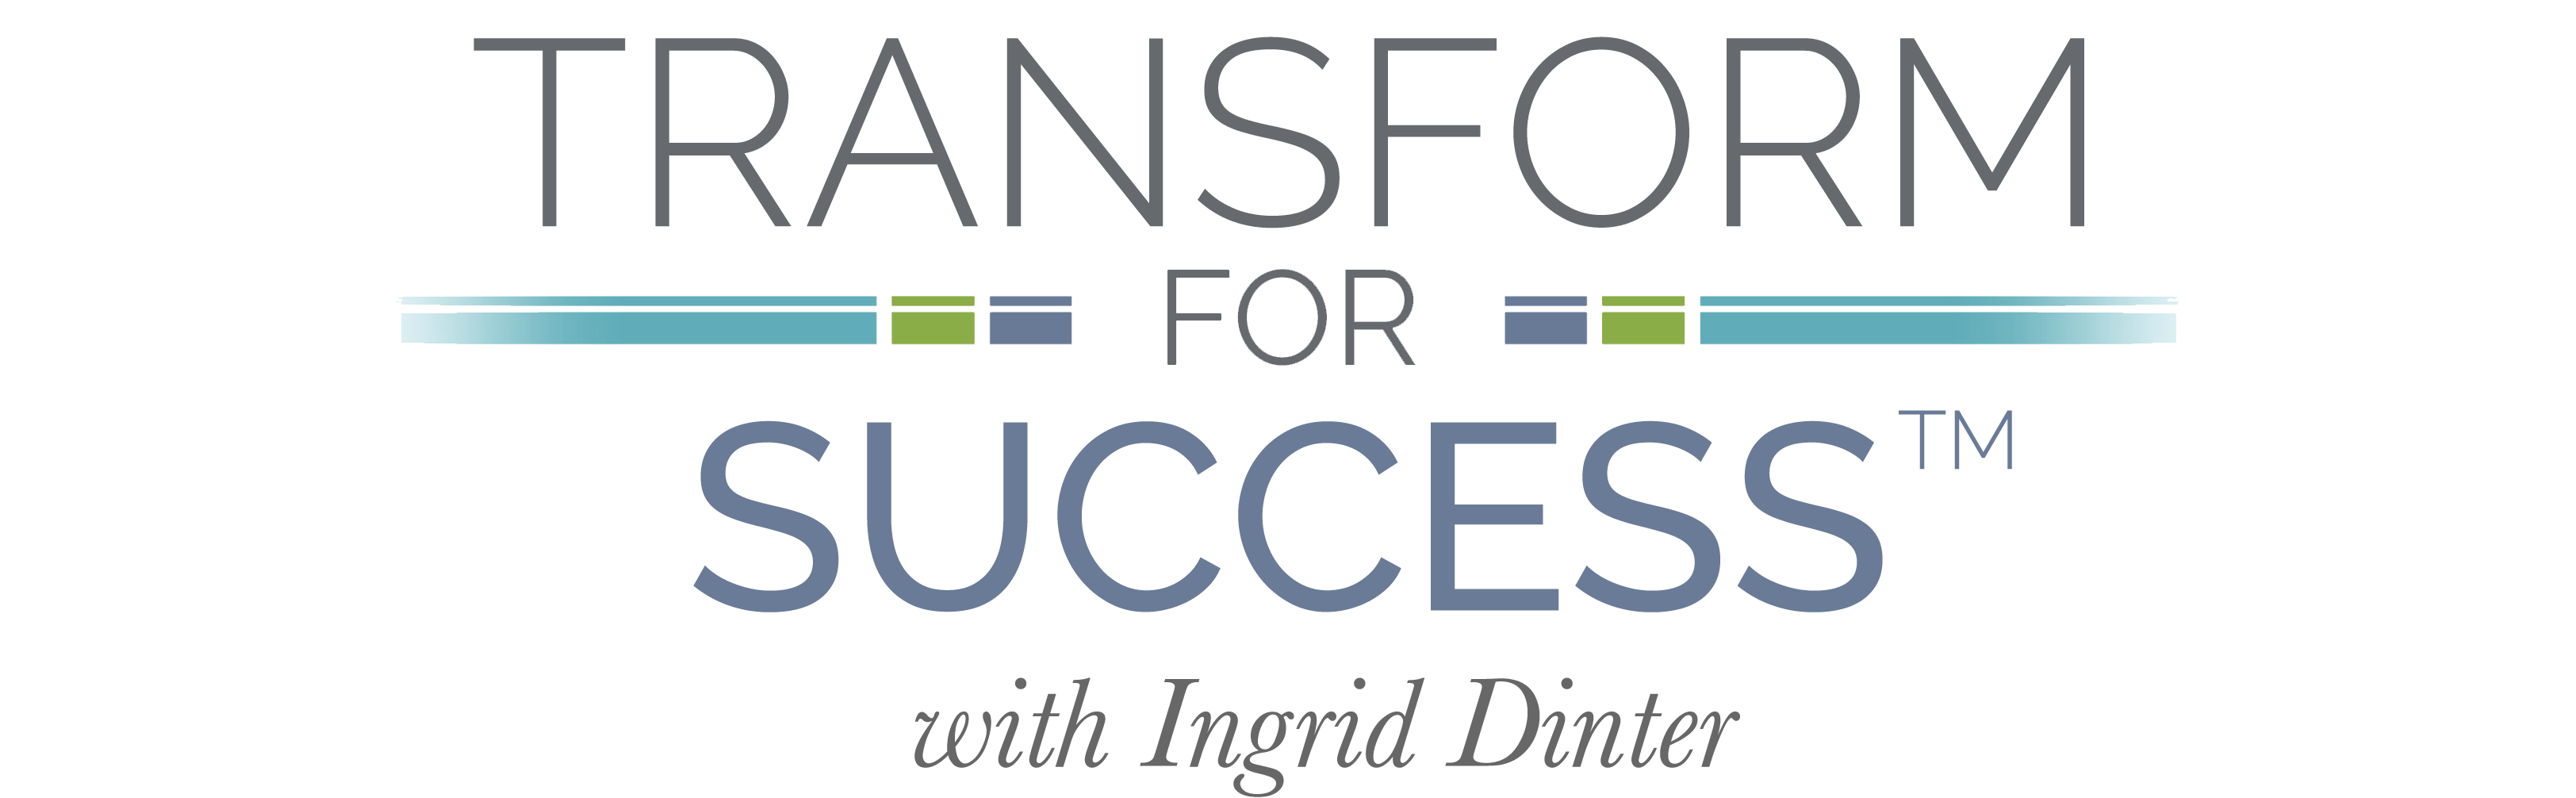 TRANSFORM
FOR
SUCCESS™
with Ingrid Dinter